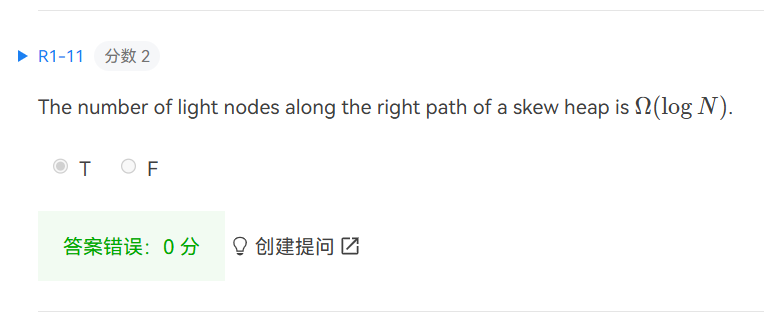 R1-11 分数 2
The number of light nodes along the right path of a skew heap is Ω(log N).
T F
答案错误：0 分 创建提问